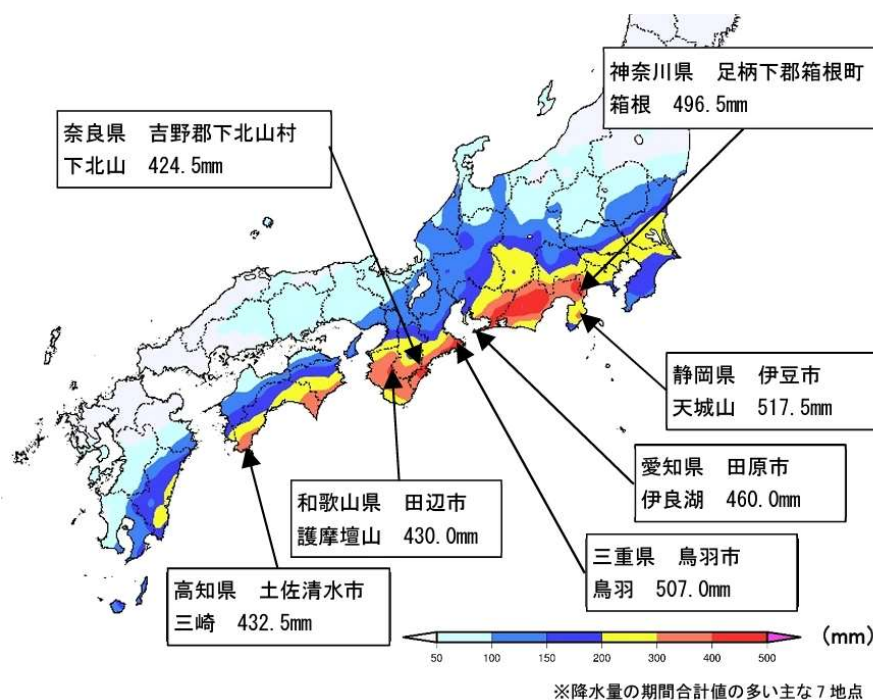 神奈川県　足柄下郡箱根町
箱根　496.5mm
奈良県　吉野郡下北山村
下北山　424.5mm
静岡県　伊豆市
天城山　517.5mm
愛知県　田原市
伊良湖　460.0mm
和歌山県　田辺市
護摩壇山　430.0mm
三重県　鳥羽市
鳥羽　507.0mm
高知県　土佐清水市
三崎　432.5mm
(mm)
50 100 150 200 300 400 500
※降水量の期間合計値の多い主な7地点